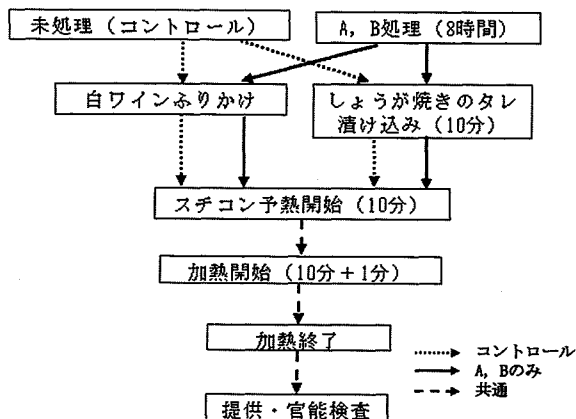 未処理(コントロール)
A, B処理(8時間)
白ワインふりかけ
しょうが焼きのタレ
漬け込み(10分)
スチコン予熱開始(10分)
加熱開始(10分+1分)
加熱終了
提供・官能検査
コントロール
A, Bのみ
共通